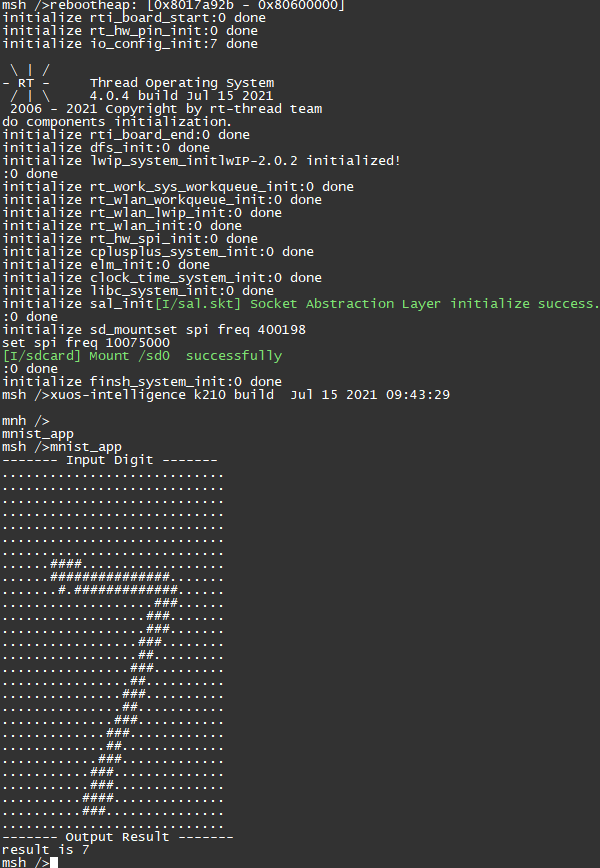 msh />rebootheap: [0x8017a92b - 0x80600000]
initialize rti_board_start:0 done
initialize rt_hw_pin_init:0 done
initialize io_config_init:7 done

 \ | /
- RT -     Thread Operating System
 / | \     4.0.4 build Jul 15 2021
 2006 - 2021 Copyright by rt-thread team
do components initialization.
initialize rti_board_end:0 done
initialize dfs_init:0 done
initialize lwip_system_initlwIP-2.0.2 initialized!
:0 done
initialize rt_work_sys_workqueue_init:0 done
initialize rt_wlan_workqueue_init:0 done
initialize rt_wlan_lwip_init:0 done
initialize rt_wlan_init:0 done
initialize rt_hw_spi_init:0 done
initialize cplusplus_system_init:0 done
initialize elm_init:0 done
initialize clock_time_system_init:0 done
initialize libc_system_init:0 done
initialize sal_init[I/sal.skt] Socket Abstraction Layer initialize success.
:0 done
initialize sd_mountset spi freq 400198
set spi freq 10075000
[I/sdcard] Mount /sd0  successfully
:0 done
initialize finsh_system_init:0 done
msh />xuos-intelligence k210 build  Jul 15 2021 09:43:29

mnh />
mnist_app
msh />mnist_app
------- Input Digit -------
............................
............................
............................
............................
............................
............................
............................
......####..................
......###############.......
.......#.#############......
...................###......
..................###.......
..................###.......
.................###........
.................##.........
................###.........
................##..........
...............###..........
...............##...........
..............###...........
.............###............
.............##.............
............###.............
...........###..............
...........###..............
..........####..............
..........###...............
............................
------- Output Result -------
result is 7
msh />